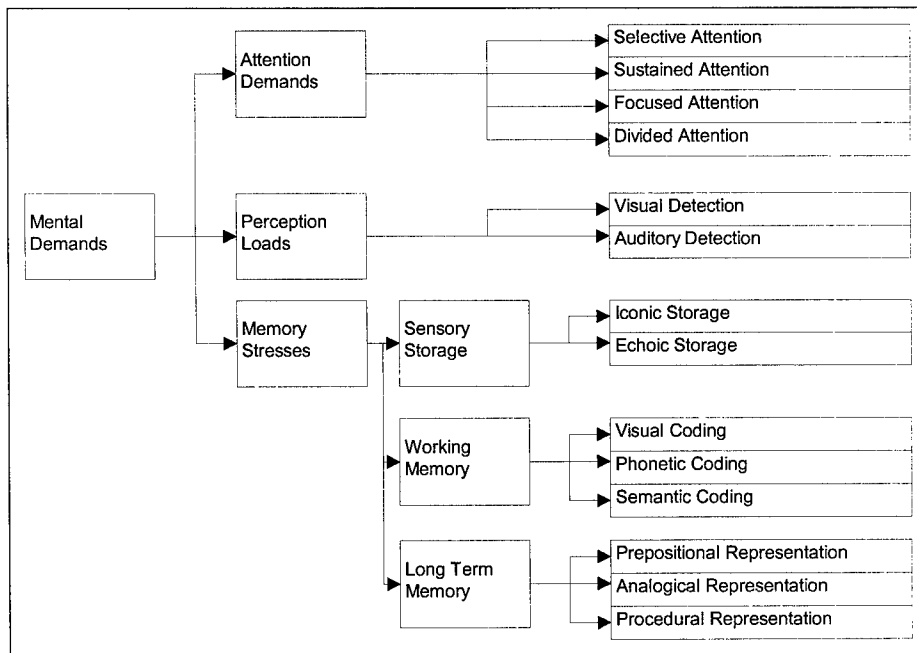 Attention
Demands
Selective Attention
Sustained Attention
Focused Attention
Divided Attention
Mental
Demands
Perception
Loads
Visual Detection
Auditory Detection
Memory
Stresses
Sensory
Storage
Iconic Storage
Echoic Storage
Working
Memory
Visual Coding
Phonetic Coding
Semantic Coding
Long Term
Memory
Prepositional Representation
Analogical Representation
Procedural Representation